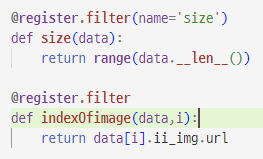 @register.filter(name='size')
def size(data):
    return range(data.__len__())

@register.filter
def indexOfimage(data,i):
    return data[i].ii_img.url